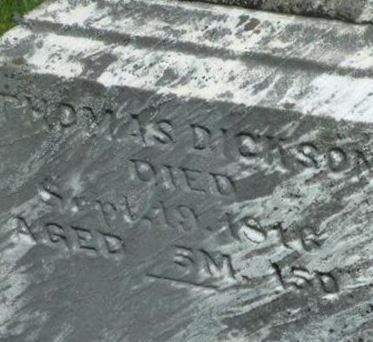 THOMAS DICKSON
DIED
Sept. 19. 1876
AGED 5M. 15D